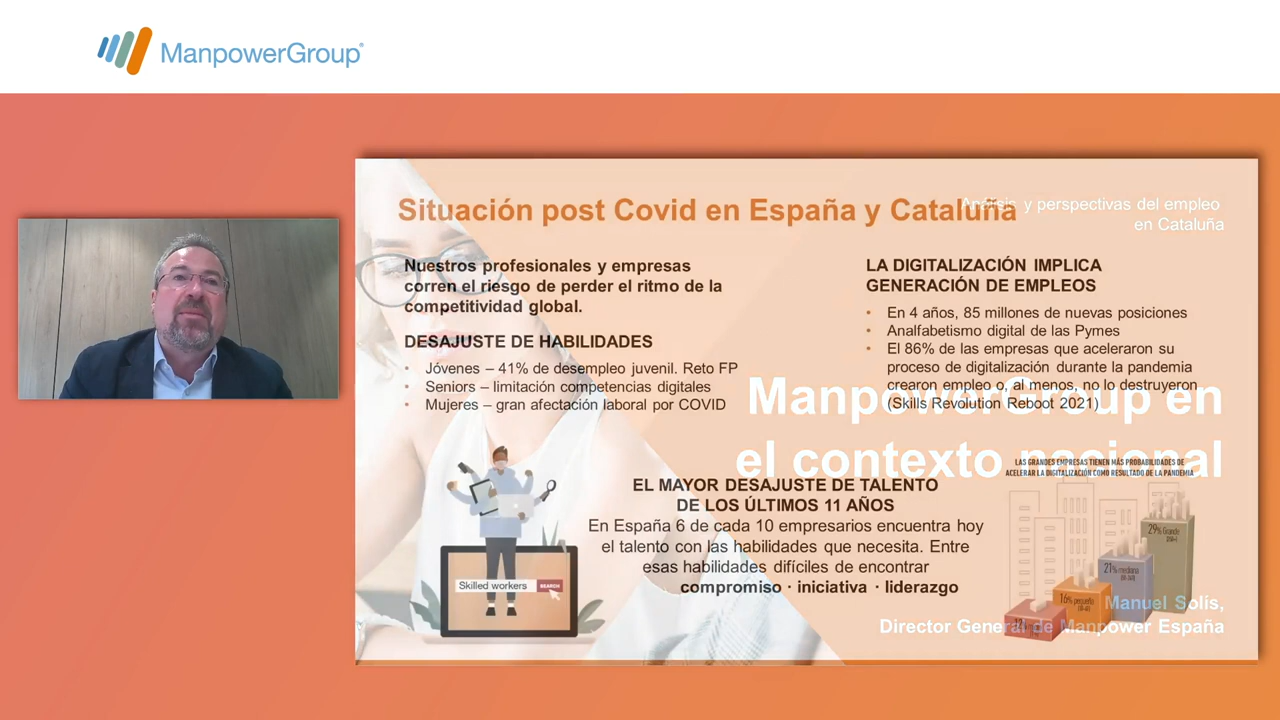 ManpowerGroup®
Situación post Covid en España y Cataluña
Análisis y perspectivas del empleo
en Cataluña
Nuestros profesionales y empresas
corren el riesgo de perder el ritmo de la
competitividad global.
DESAJUSTE DE HABILIDADES
• Jóvenes – 41% de desempleo juvenil. Reto FP
• Seniors – limitación competencias digitales
• Mujeres – gran afectación laboral por COVID
LA DIGITALIZACIÓN IMPLICA
GENERACIÓN DE EMPLEOS
• En 4 años, 85 millones de nuevas posiciones
• Analfabetismo digital de las Pymes
• El 86% de las empresas que aceleraron su
proceso de digitalización durante la pandemia
crearon empleo o, al menos, no lo destruyeron
(Skills Revolution Reboot 2021)
ManpowerGroup en
el contexto nacional
EL MAYOR DESAJUSTE DE TALENTO
DE LOS ÚLTIMOS 11 AÑOS
En España 6 de cada 10 empresarios encuentra hoy
el talento con las habilidades que necesita. Entre
esas habilidades difíciles de encontrar
compromiso · iniciativa · liderazgo
Skilled workers
SEARCH
LAS GRANDES EMPRESAS TIENEN MÁS PROBABILIDADES DE
ACELERAR LA DIGITALIZACIÓN COMO RESULTADO DE LA PANDEMIA
29% Grande
21% mediana
16% pequeño
Manuel Solis,
Director General de Manpower España